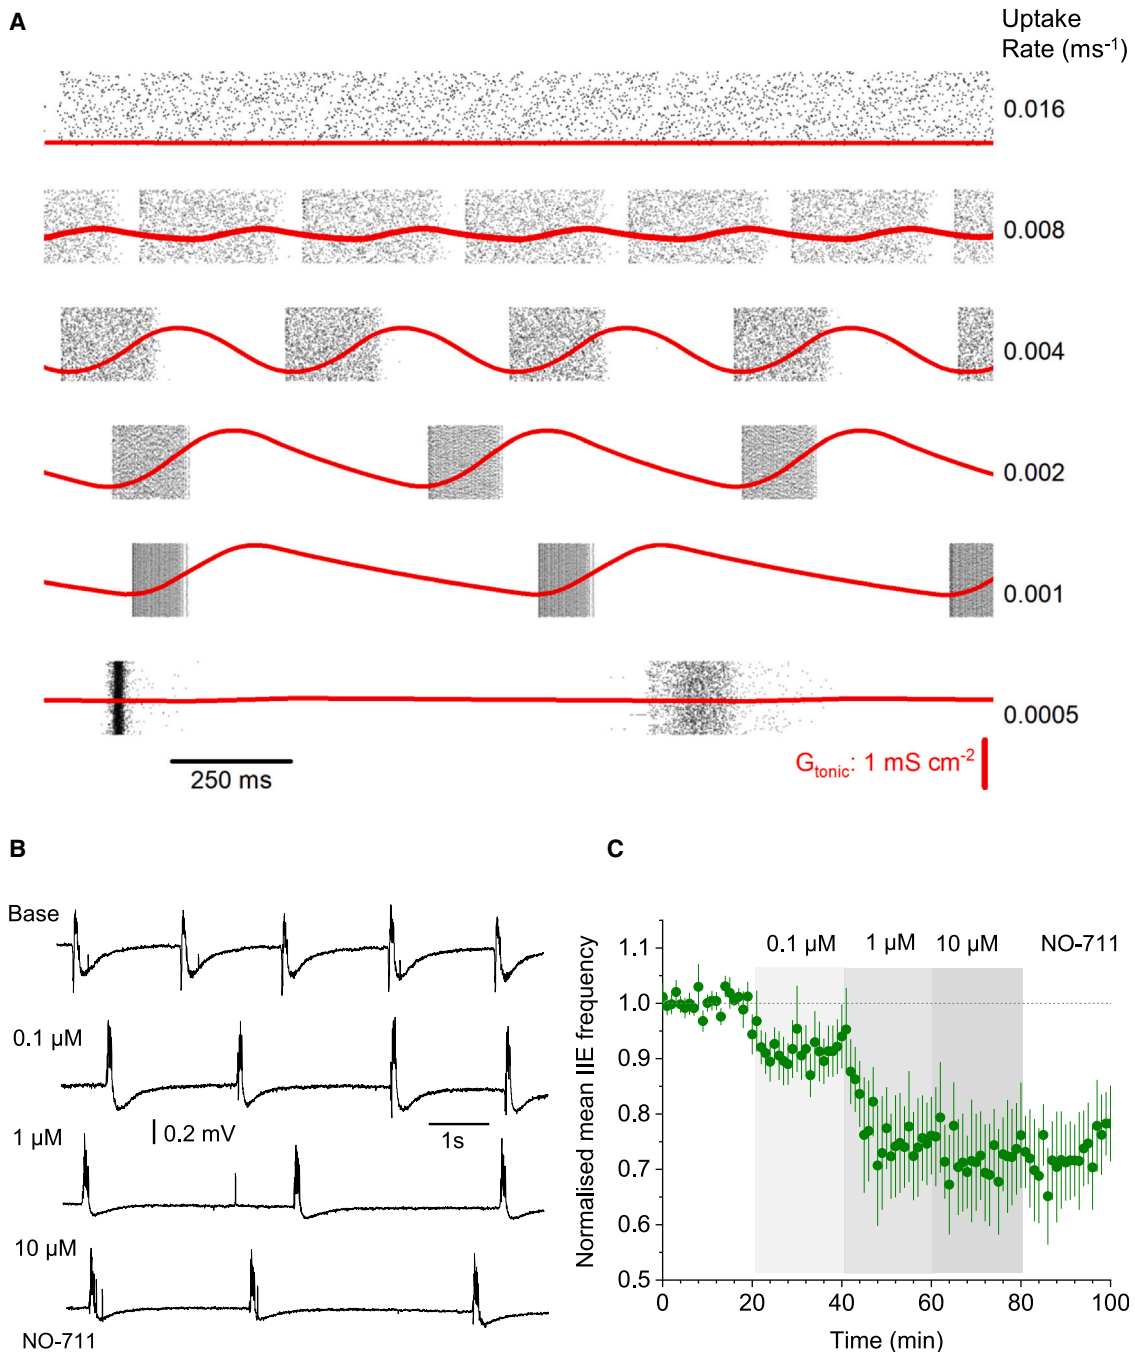 A
Uptake
Rate (ms⁻¹)
0.016
0.008
0.004
0.002
0.001
0.0005
250 ms
G_tonic: 1 mS cm⁻²
B
Base
0.1 µM
0.2 mV
1s
1 µM
10 µM
NO-711
C
Normalised mean IIE frequency
1.1
1.0
0.9
0.8
0.7
0.6
0.5
0.1 µM
1 µM
10 µM
NO-711
0
20
40
60
80
100
Time (min)